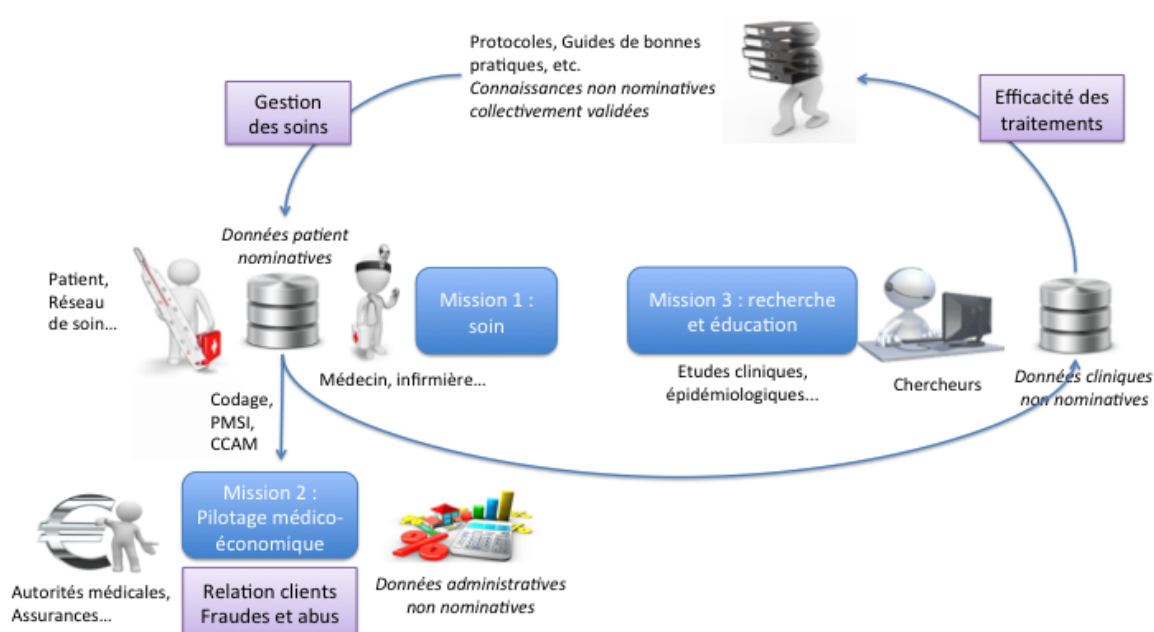 Protocoles, Guides de bonnes
pratiques, etc.
Connaissances non nominatives
collectivement validées
Gestion
des soins
Efficacité des
traitements
Données patient
nominatives
Patient,
Réseau
de soin...
Mission 1 :
soin
Médecin, infirmière...
Mission 3 : recherche
et éducation
Etudes cliniques,
épidémiologiques...
Chercheurs
Données cliniques
non nominatives
Codage,
PMSI,
CCAM
Mission 2 :
Pilotage médico-
économique
Autorités médicales,
Assurances...
Relation clients
Fraudes et abus
Données administratives
non nominatives